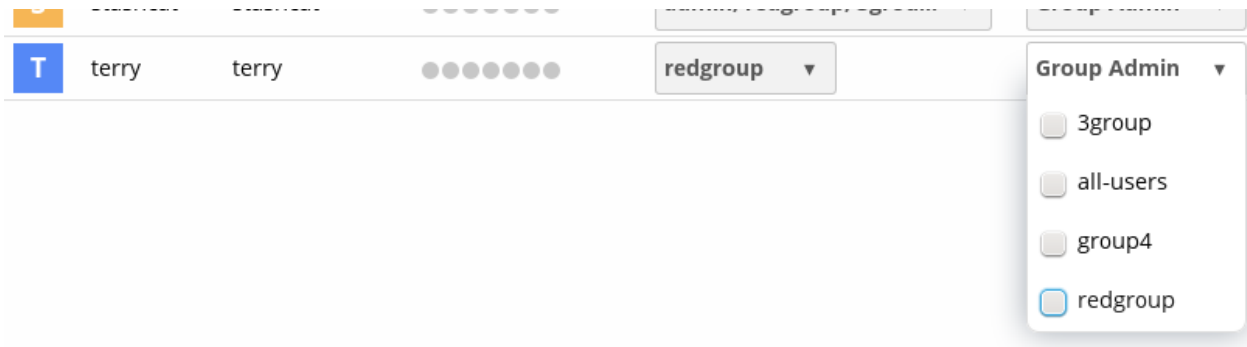 T terry terry ●●●●●●● redgroup ▼ Group Admin ▼
3group
all-users
group4
redgroup